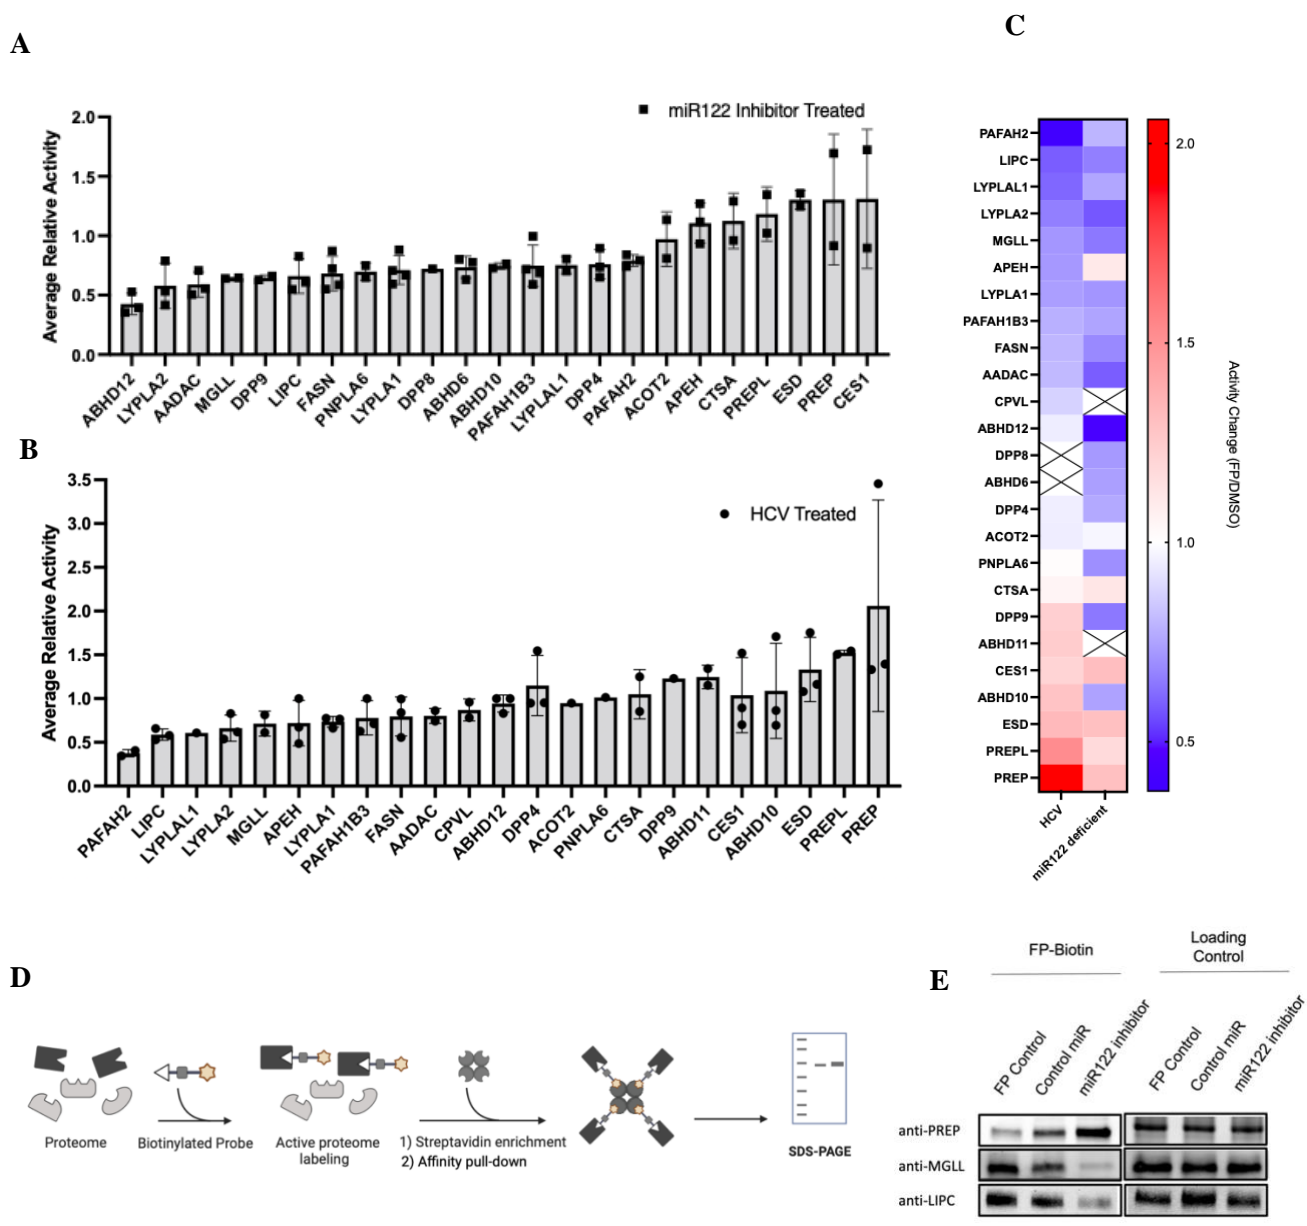 A
miR122 Inhibitor Treated
Average Relative Activity
2.0
1.5
1.0
0.5
0.0
ABHD12
LYPLA2
AADAC
MGLL
DPP9
LIPC
FASN
PNPLA6
LYPLA1
DPP8
ABHD6
ABHD10
PAFAH1B3
LYPLAL1
DPP4
PAFAH2
ACOT2
APEH
CTSA
PREPL
ESD
PREP
CES1
B
HCV Treated
Average Relative Activity
3.5
3.0
2.5
2.0
1.5
1.0
0.5
0.0
PAFAH2
LIPC
LYPLAL1
LYPLA2
MGLL
APEH
LYPLA1
PAFAH1B3
FASN
AADAC
CPVL
ABHD12
DPP4
ACOT2
PNPLA6
CTSA
DPP9
ABHD11
CES1
ABHD10
ESD
PREPL
PREP
C
PAFAH2
LIPC
LYPLAL1
LYPLA2
MGLL
APEH
LYPLA1
PAFAH1B3
FASN
AADAC
CPVL
ABHD12
DPP8
ABHD6
DPP4
ACOT2
PNPLA6
CTSA
DPP9
ABHD11
CES1
ABHD10
ESD
PREPL
PREP
HCV
miR122 deficient
2.0
1.5
1.0
0.5
Activity Change (FP/DMSO)
D
Proteome
Biotinylated Probe
Active proteome
labeling
1) Streptavidin enrichment
2) Affinity pull-down
SDS-PAGE
E
FP-Biotin
Loading
Control
FP Control
Control miR
miR122 inhibitor
FP Control
Control miR
miR122 inhibitor
anti-PREP
anti-MGLL
anti-LIPC